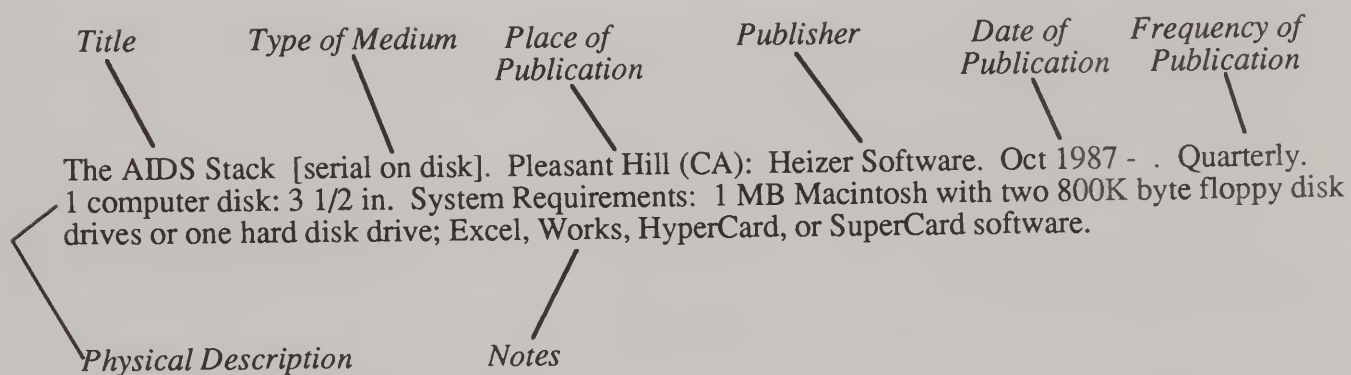 Title Type of Medium Place of Publisher Date of Frequency of
Publication Publication Publication
The AIDS Stack [serial on disk]. Pleasant Hill (CA): Heizer Software. Oct 1987 - . Quarterly.
1 computer disk: 3 1/2 in. System Requirements: 1 MB Macintosh with two 800K byte floppy disk
drives or one hard disk drive; Excel, Works, HyperCard, or SuperCard software.
Physical Description Notes